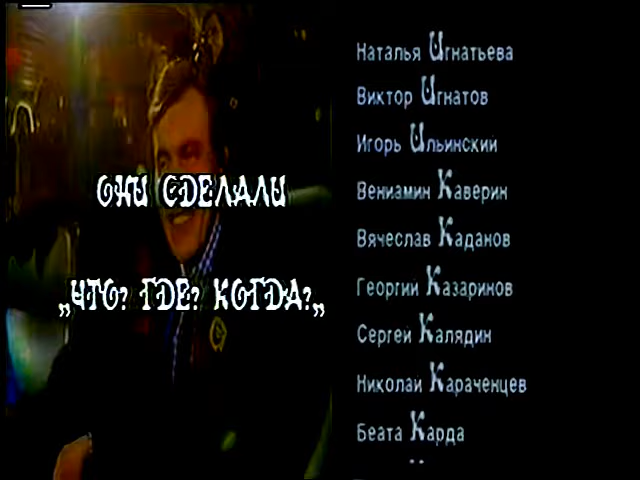 ОНИ СДЕЛАЛИ
„ЧТО? ГДЕ? КОГДА?„
Наталья Игнатьева
Виктор Игнатов
Игорь Ильинский
Вениамин Каверин
Вячеслав Каданов
Георгий Казаринов
Сергей Калядин
Николай Караченцев
Беата Карда